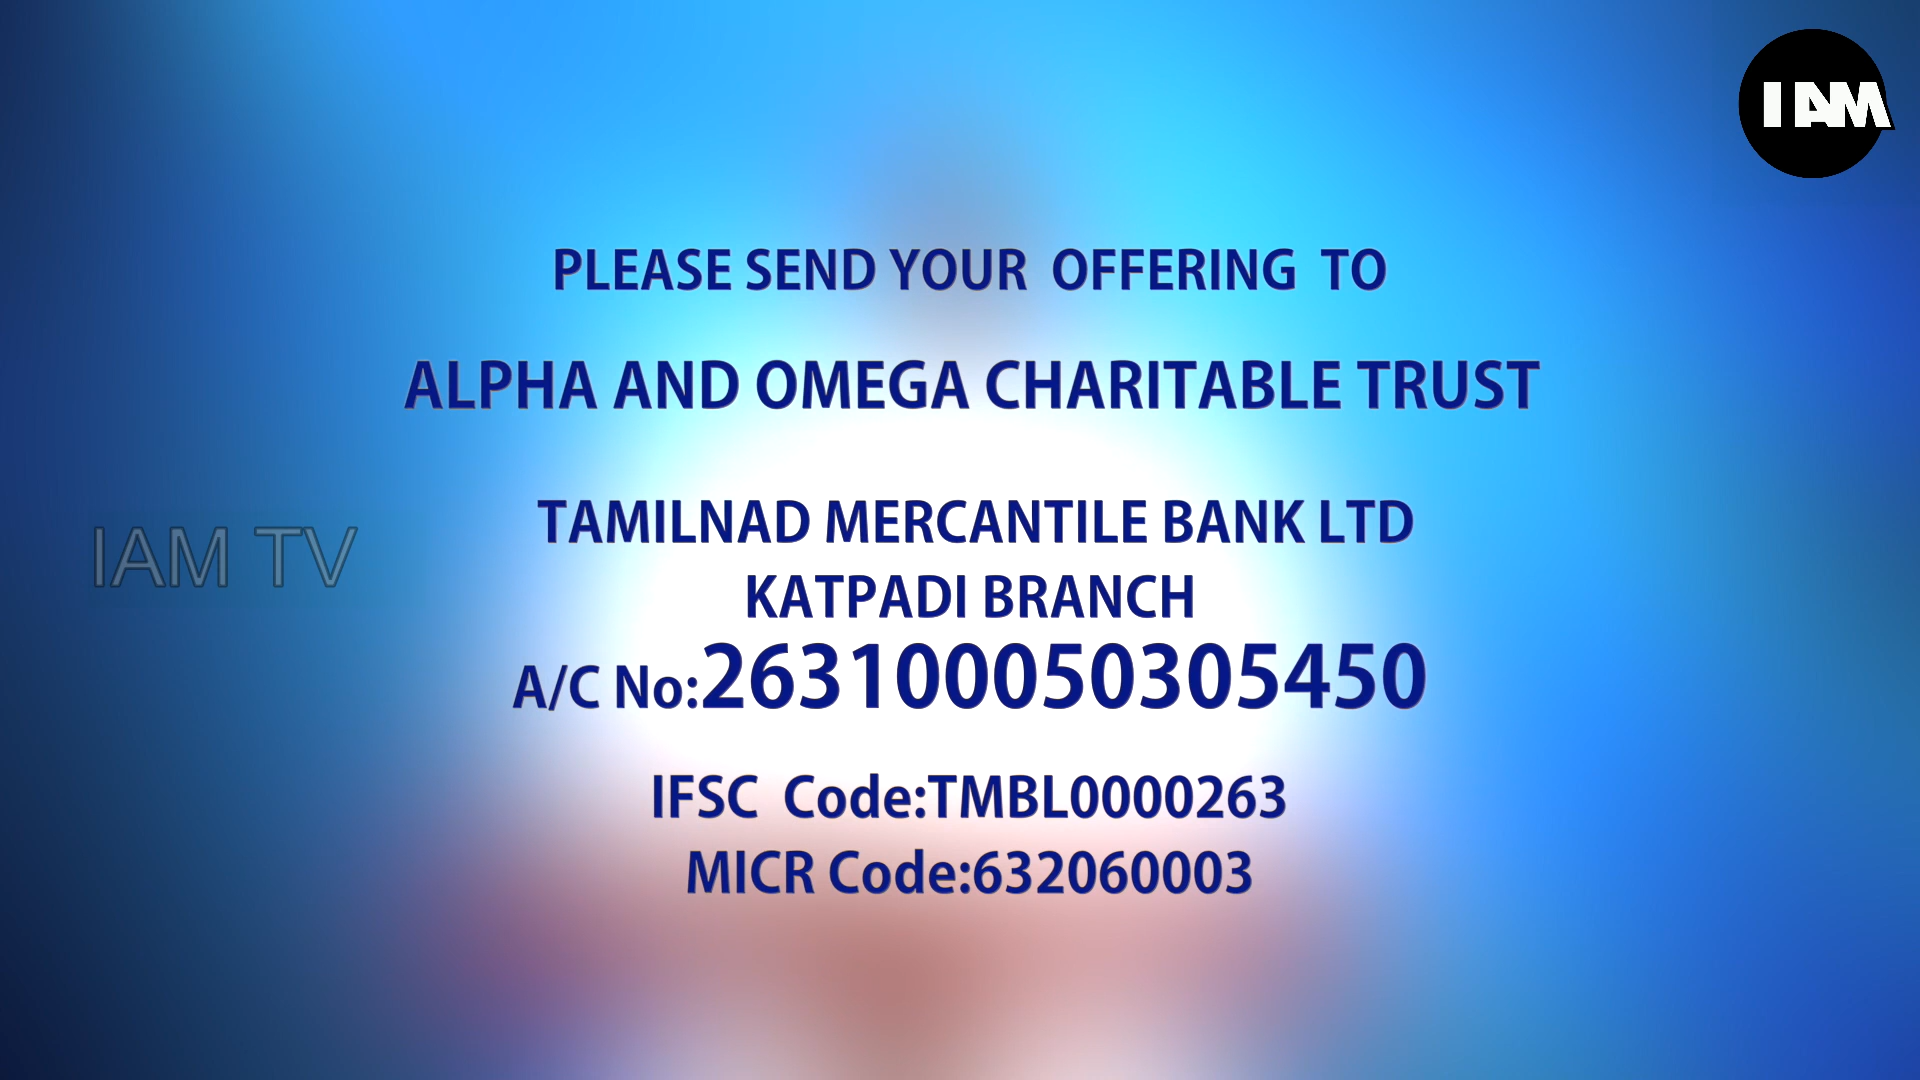 I AM
PLEASE SEND YOUR OFFERING TO
ALPHA AND OMEGA CHARITABLE TRUST
TAMILNAD MERCANTILE BANK LTD
IAM TV
KATPADI BRANCH
A/C No:263100050305450
IFSC Code:TMBL0000263
MICR Code:632060003